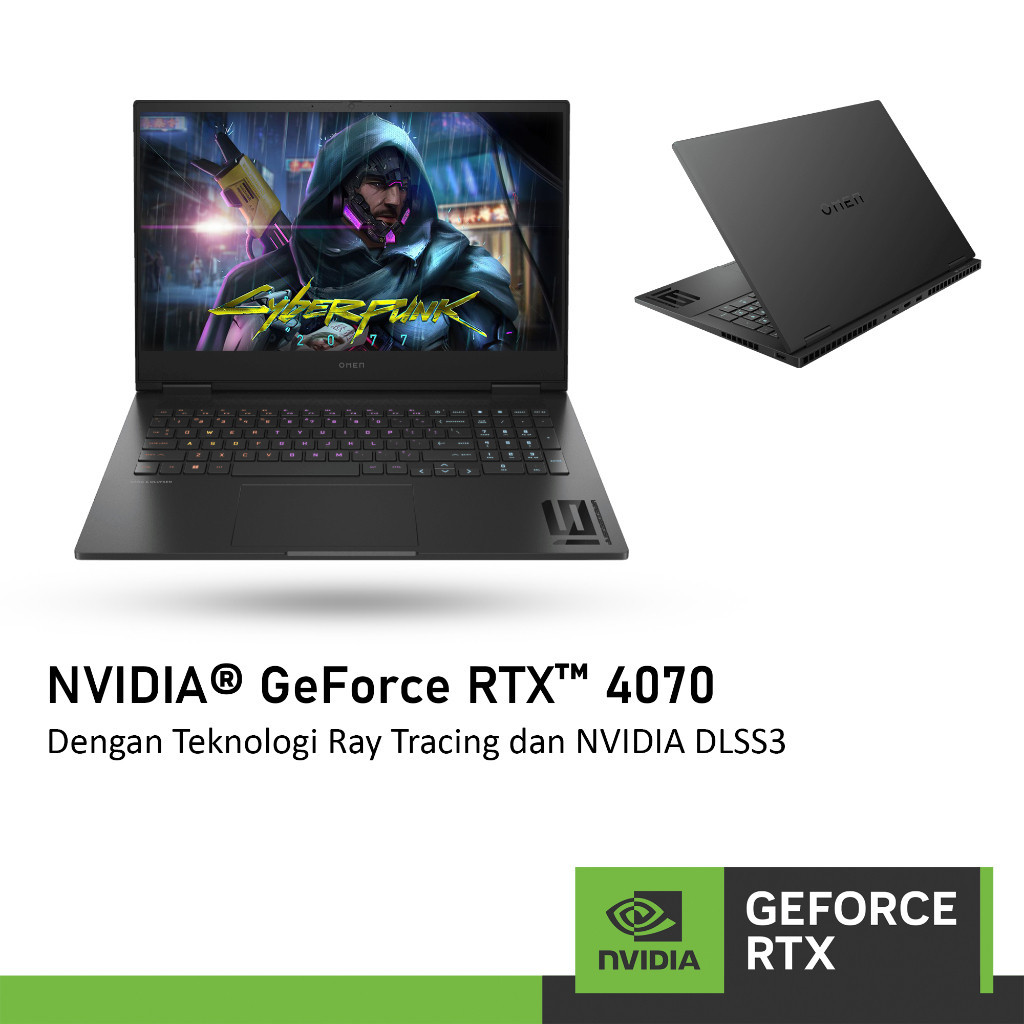 OMEN
CYBERPUNK
2077
OMEN
NVIDIA® GeForce RTX™ 4070
Dengan Teknologi Ray Tracing dan NVIDIA DLSS3
NVIDIA
GEFORCE
RTX